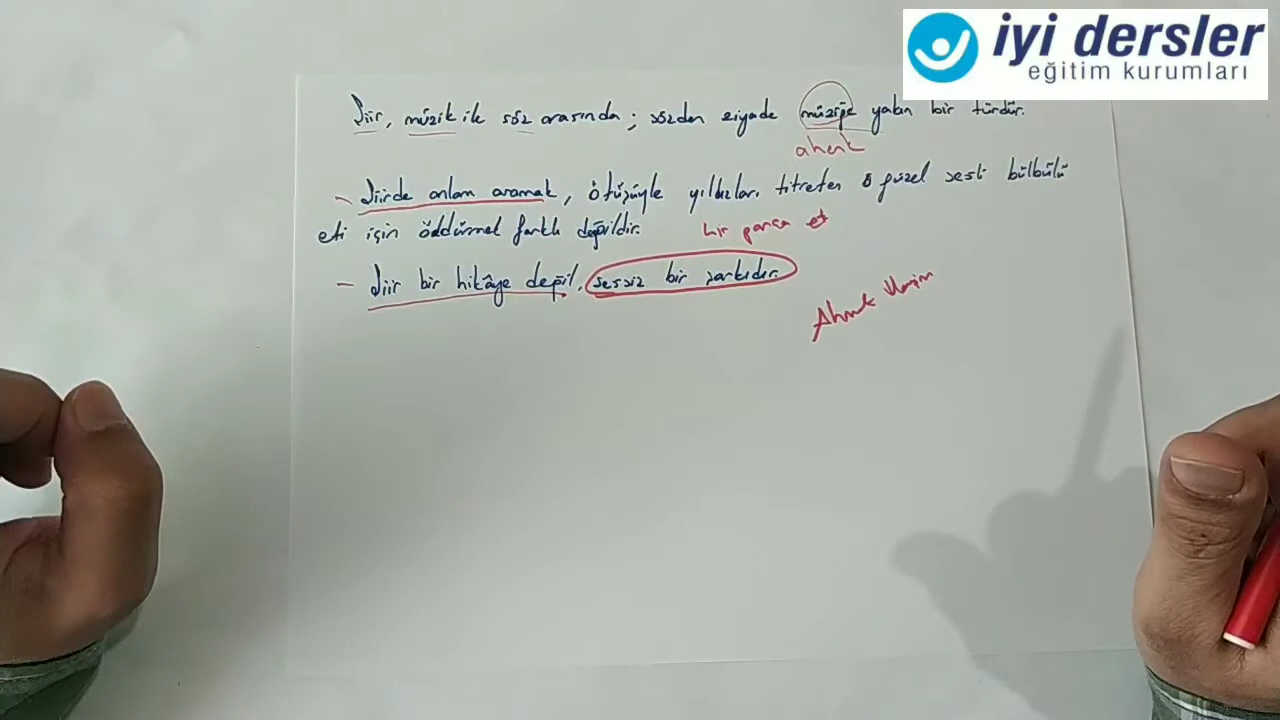 iyi dersler
eğitim kurumları
Şiir, müzik ile söz arasında; sözden ziyade müziğe yakın bir türdür.
ahenk
- Şiirde anlam aramak, ötüşüyle yıldızları titreten o güzel sesli bülbülü
eti için öldürmek farklı değildir.
bir parça et
- Şiir bir hikâye değil, sessiz bir şarkıdır.
Ahmet Haşim